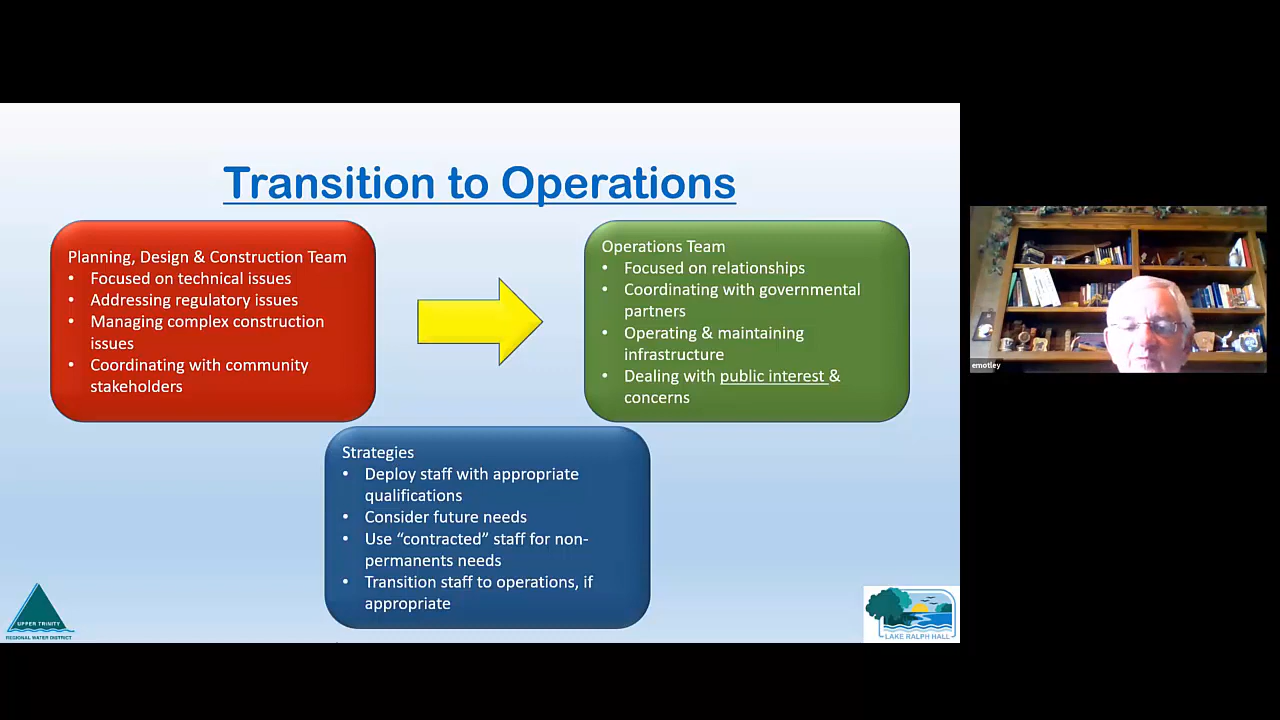 Transition to Operations
Planning, Design & Construction Team
• Focused on technical issues
• Addressing regulatory issues
• Managing complex construction
issues
• Coordinating with community
stakeholders
Operations Team
• Focused on relationships
• Coordinating with governmental
partners
• Operating & maintaining
infrastructure
• Dealing with public interest &
concerns
Strategies
• Deploy staff with appropriate
qualifications
• Consider future needs
• Use “contracted” staff for non-
permanents needs
• Transition staff to operations, if
appropriate
UPPER TRINITY
REGIONAL WATER DISTRICT
LAKE RALPH HALL
emotley